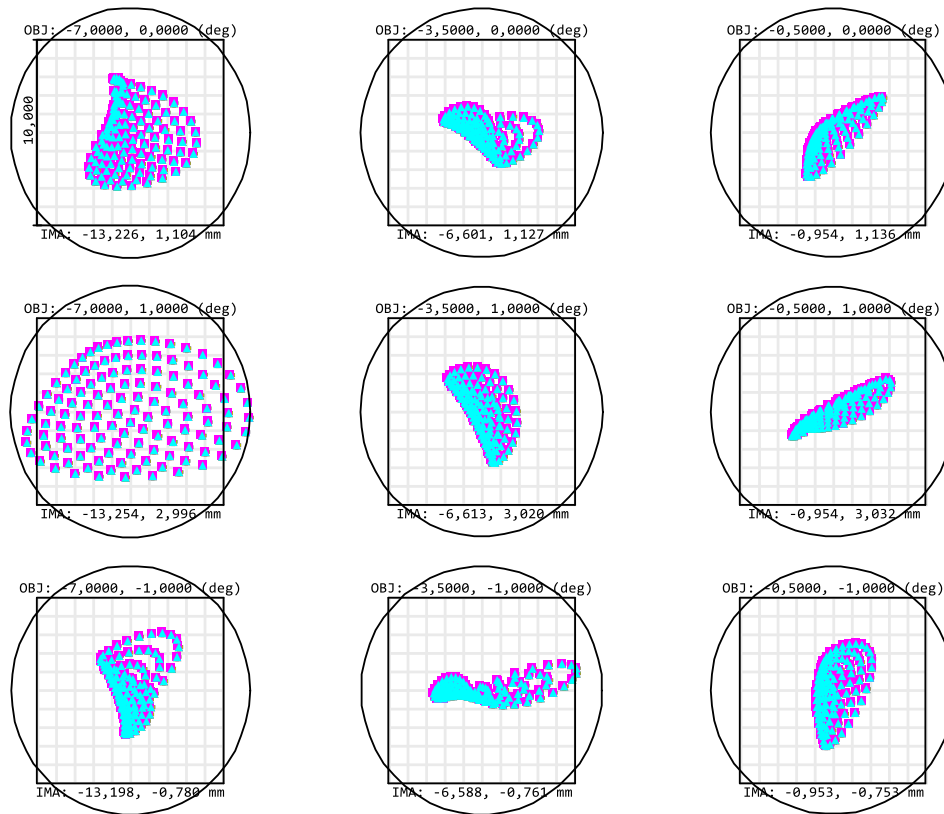 OBJ: -7,0000, 0,0000 (deg)
OBJ: -3,5000, 0,0000 (deg)
OBJ: -0,5000, 0,0000 (deg)
10,000
IMA: -13,226, 1,104 mm
IMA: -6,601, 1,127 mm
IMA: -0,954, 1,136 mm
OBJ: -7,0000, 1,0000 (deg)
OBJ: -3,5000, 1,0000 (deg)
OBJ: -0,5000, 1,0000 (deg)
IMA: -13,254, 2,996 mm
IMA: -6,613, 3,020 mm
IMA: -0,954, 3,032 mm
OBJ: -7,0000, -1,0000 (deg)
OBJ: -3,5000, -1,0000 (deg)
OBJ: -0,5000, -1,0000 (deg)
IMA: -13,198, -0,780 mm
IMA: -6,588, -0,761 mm
IMA: -0,953, -0,753 mm